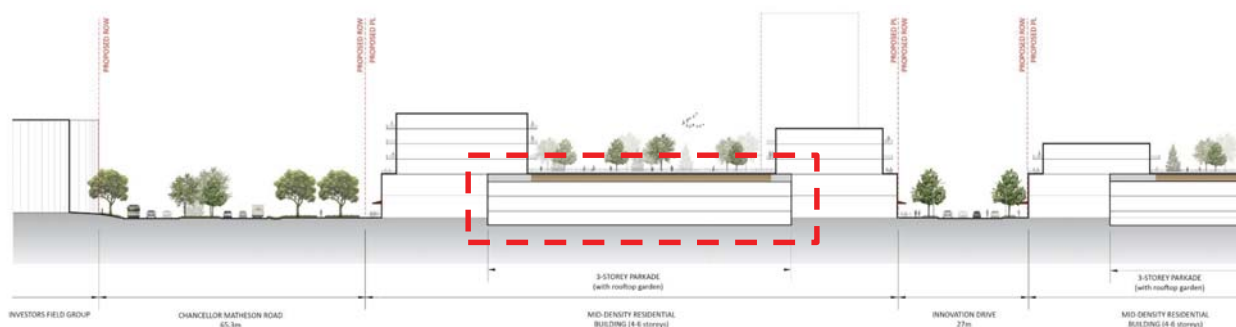 PROPOSED ROW
PROPOSED ROW
PROPOSED PL
PROPOSED PL
PROPOSED ROW
PROPOSED ROW
PROPOSED PL
3-STOREY PARKADE
(with rooftop garden)
3-STOREY PARKADE
(with rooftop garden)
INVESTORS FIELD GROUP
CHANCELLOR MATHESON ROAD
65.3m
MID-DENSITY RESIDENTIAL
BUILDING (4-6 storeys)
INNOVATION DRIVE
27m
MID-DENSITY RESIDENTIAL
BUILDING (4-6 storeys)